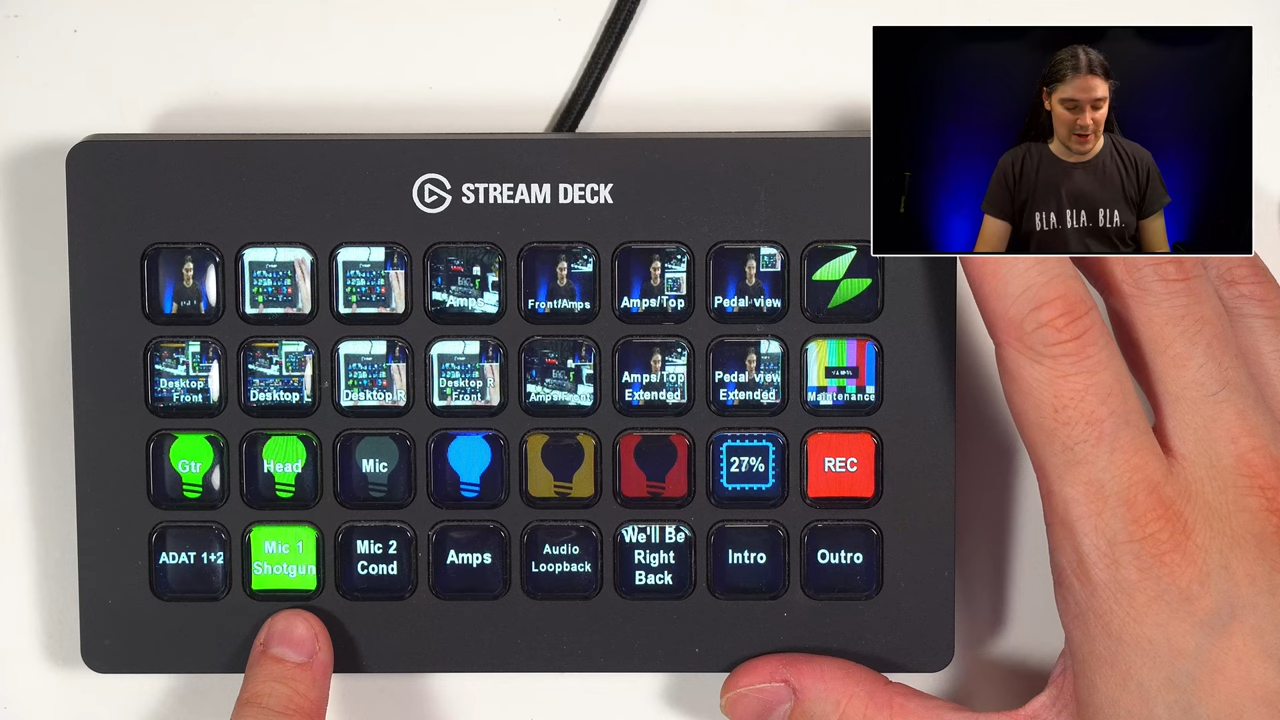 STREAM DECK
BLA. BLA. BLA.
Amps
Front/Amps
Amps/Top
Pedal view
Desktop
Front
Desktop L
Desktop R
Desktop R
Front
Amps/Front
Amps/Top
Extended
Pedal view
Extended
Maintenance
Gtr
Head
Mic
27%
REC
ADAT 1+2
Mic 1
Shotgun
Mic 2
Cond
Amps
Audio
Loopback
We'll Be
Right
Back
Intro
Outro